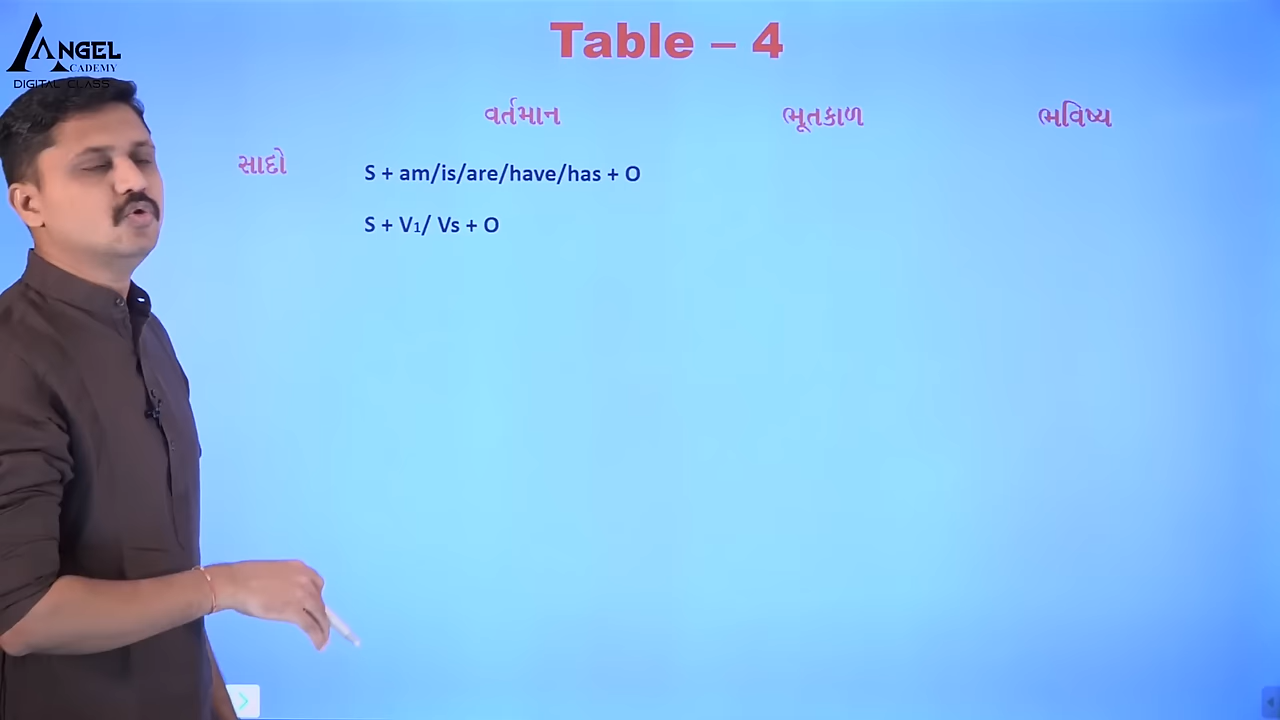 ANGEL
ACADEMY
DIGITAL CLASS
Table – 4
વર્તમાન ભૂતકાળ ભવિષ્ય
સાદો S + am/is/are/have/has + O
S + V₁/ Vs + O